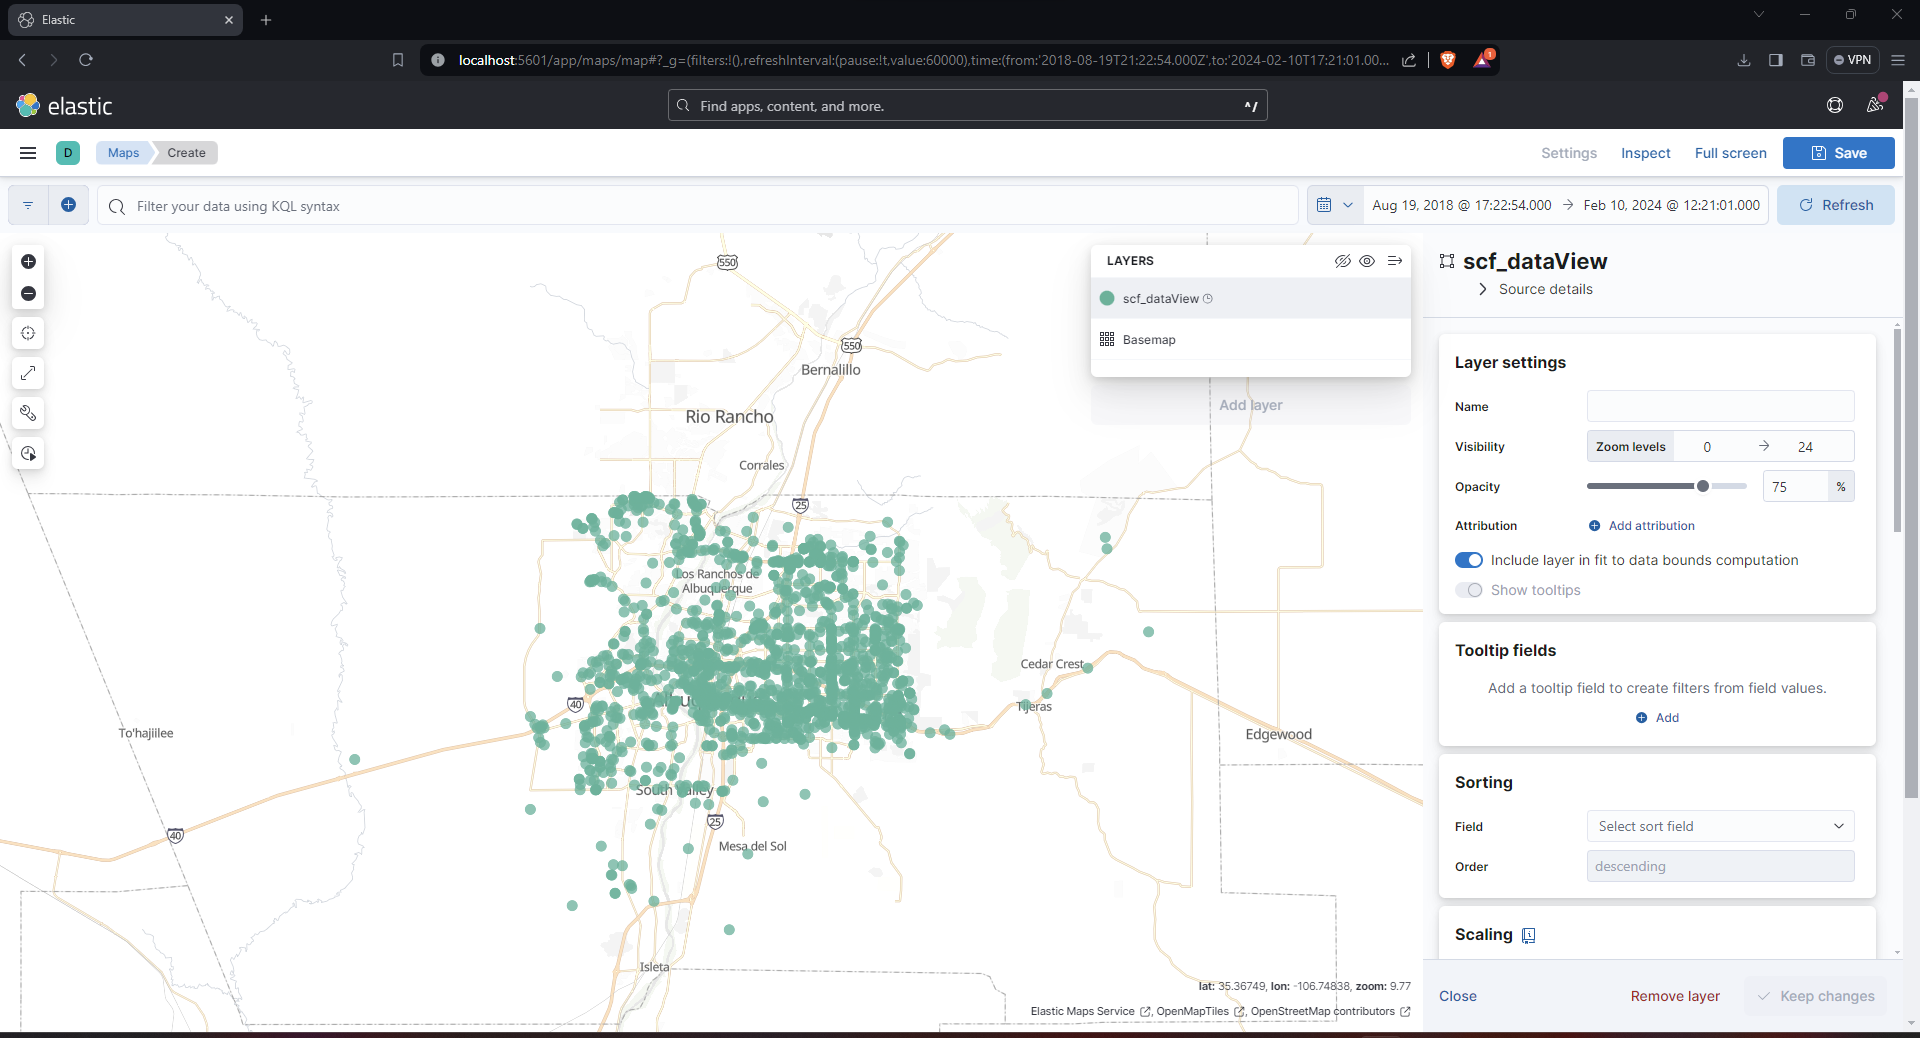 Elastic
localhost:5601/app/maps/map#?_g=(filters:!(),refreshInterval:(pause:!t,value:60000),time:(from:'2018-08-19T21:22:54.000Z',to:'2024-02-10T17:21:01.00...
1
VPN
elastic
Find apps, content, and more.
^/
D
Maps
Create
Settings
Inspect
Full screen
Save
Filter your data using KQL syntax
Aug 19, 2018 @ 17:22:54.000
Feb 10, 2024 @ 12:21:01.000
Refresh
LAYERS
scf_dataView
Basemap
Add layer
550
550
Bernalillo
Rio Rancho
Corrales
25
Los Ranchos de
Albuquerque
Cedar Crest
40
Tijeras
To'hajiilee
Edgewood
South Valley
25
40
Mesa del Sol
Isleta
lat: 35.36749, lon: -106.74838, zoom: 9.77
Elastic Maps Service, OpenMapTiles, OpenStreetMap contributors
scf_dataView
Source details
Layer settings
Name
Visibility
Zoom levels
0
24
Opacity
75
%
Attribution
Add attribution
Include layer in fit to data bounds computation
Show tooltips
Tooltip fields
Add a tooltip field to create filters from field values.
Add
Sorting
Field
Select sort field
Order
descending
Scaling
Close
Remove layer
Keep changes